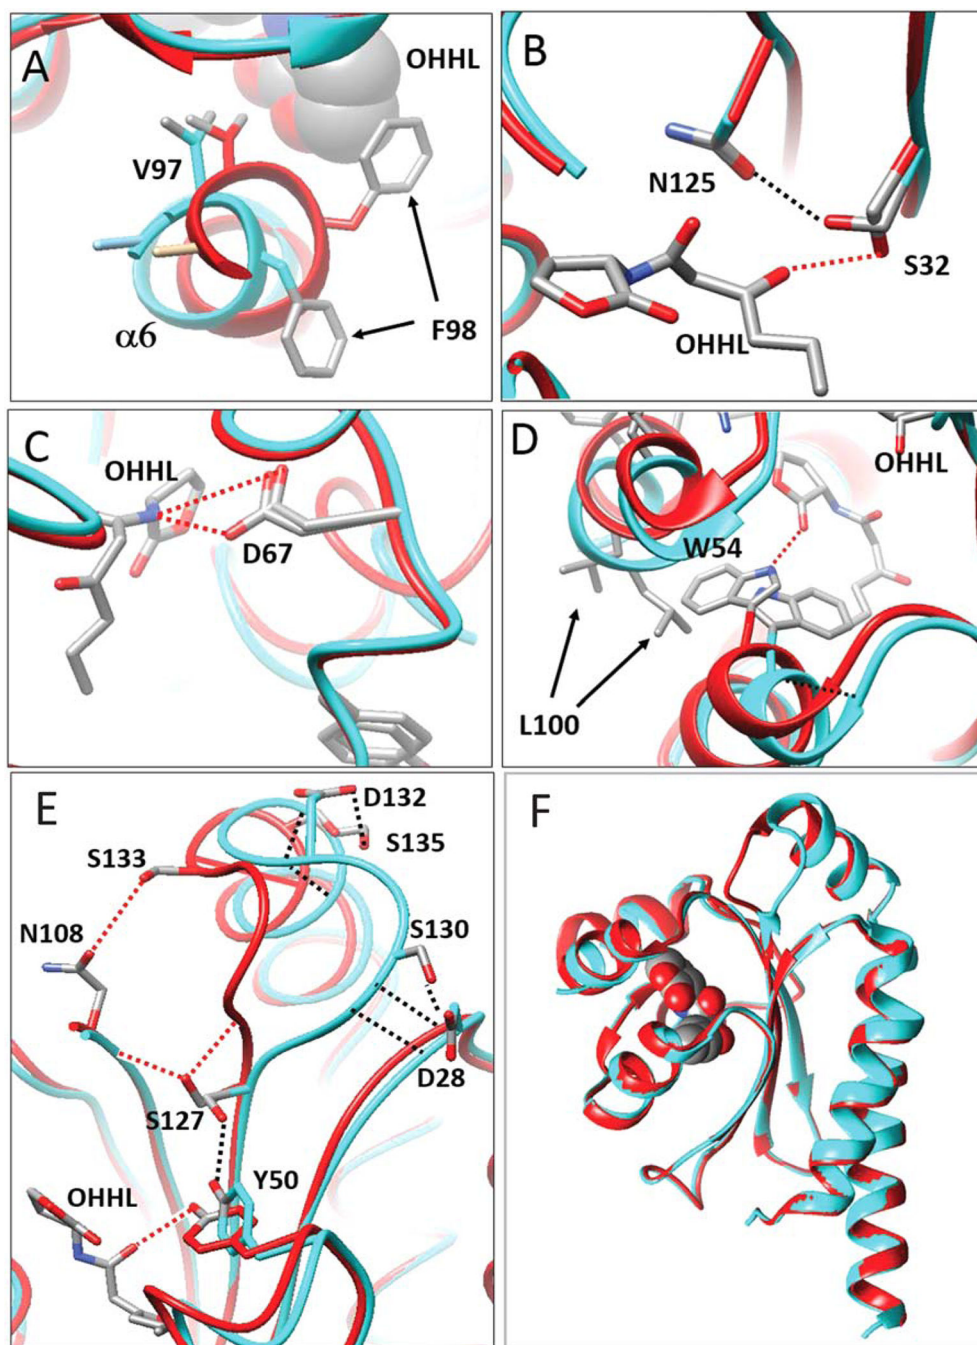 A
OHHL
V97
α6
F98
B
N125
S32
OHHL
C
OHHL
D67
D
OHHL
W54
L100
E
D132
S135
S133
N108
S130
D28
S127
Y50
OHHL
F